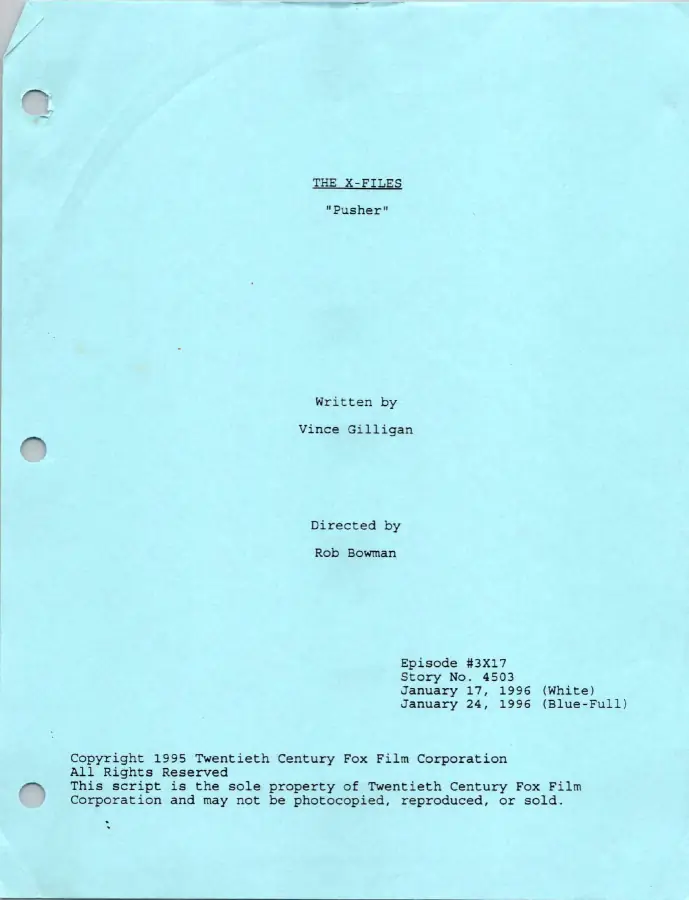 THE X-FILES
"Pusher"
Written by
Vince Gilligan
Directed by
Rob Bowman
Episode #3X17
Story No. 4503
January 17, 1996 (White)
January 24, 1996 (Blue-Full)
Copyright 1995 Twentieth Century Fox Film Corporation
All Rights Reserved
This script is the sole property of Twentieth Century Fox Film
Corporation and may not be photocopied, reproduced, or sold.